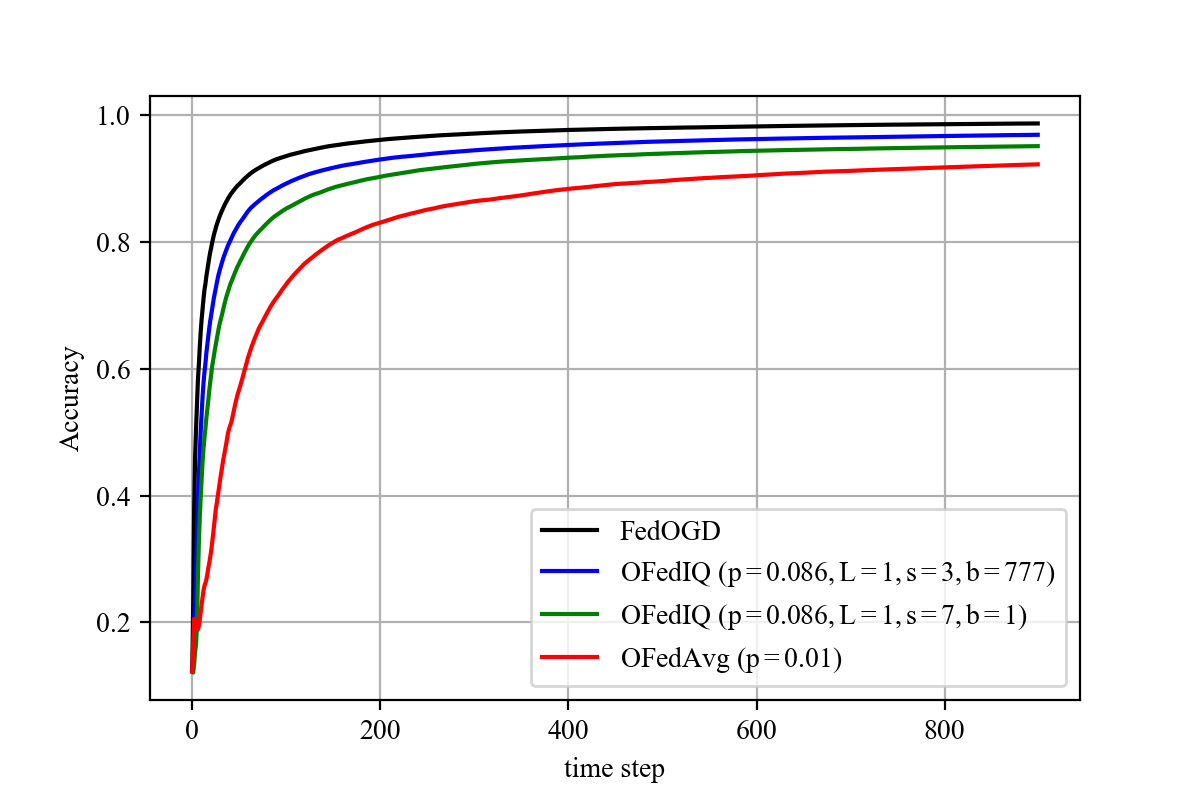 1.0
0.8
0.6
0.4
0.2
Accuracy
FedOGD
OFedIQ (p=0.086, L=1, s=3, b=777)
OFedIQ (p=0.086, L=1, s=7, b=1)
OFedAvg (p=0.01)
0 200 400 600 800
time step